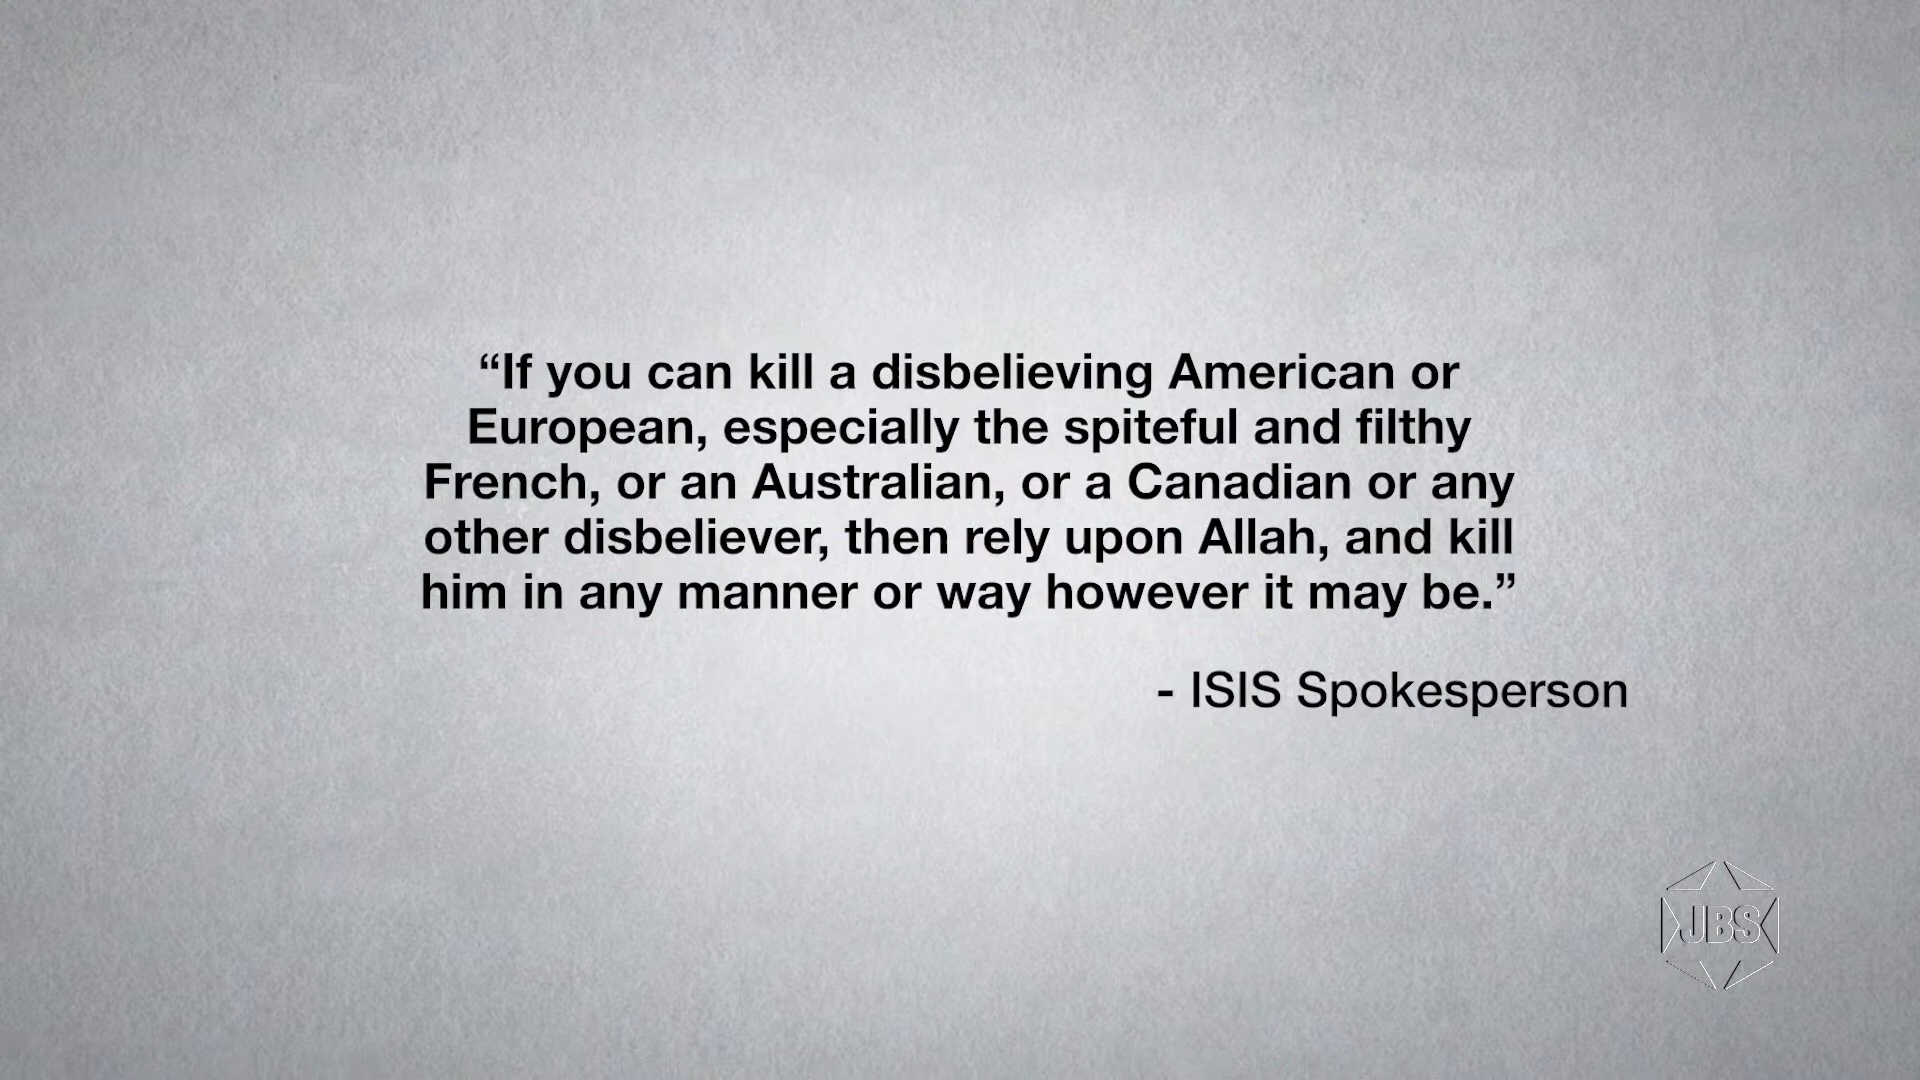 “If you can kill a disbelieving American or
European, especially the spiteful and filthy
French, or an Australian, or a Canadian or any
other disbeliever, then rely upon Allah, and kill
him in any manner or way however it may be.”
- ISIS Spokesperson
JBS